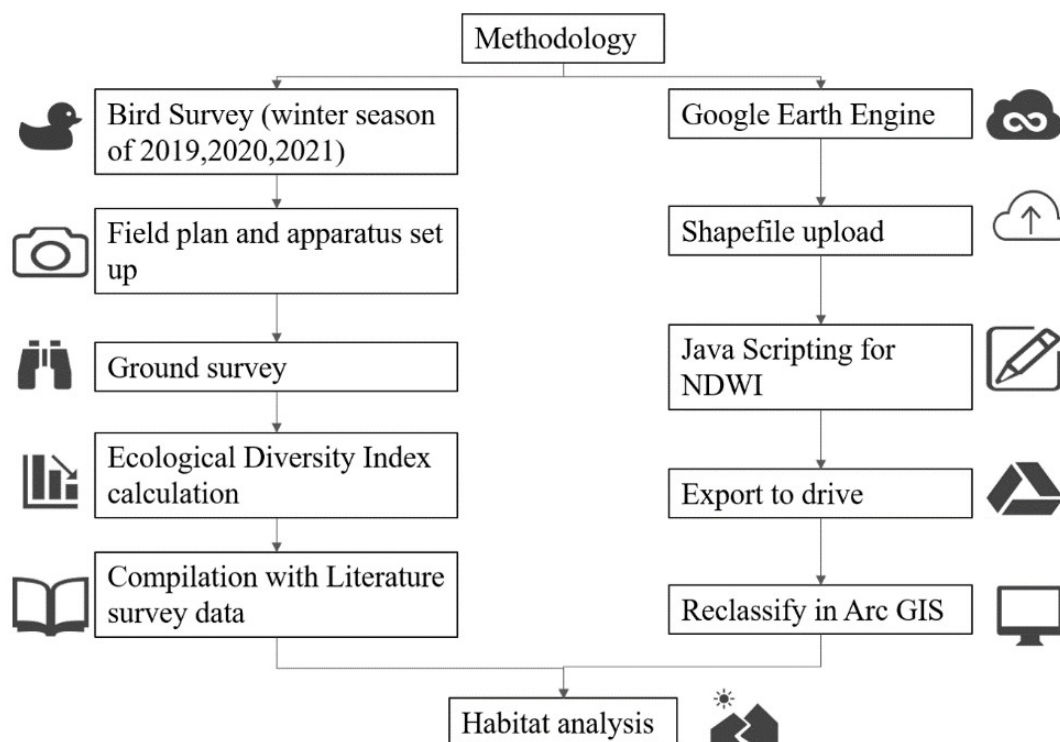 Methodology
Bird Survey (winter season
of 2019,2020,2021)
Field plan and apparatus set
up
Ground survey
Ecological Diversity Index
calculation
Compilation with Literature
survey data
Google Earth Engine
Shapefile upload
Java Scripting for
NDWI
Export to drive
Reclassify in Arc GIS
Habitat analysis